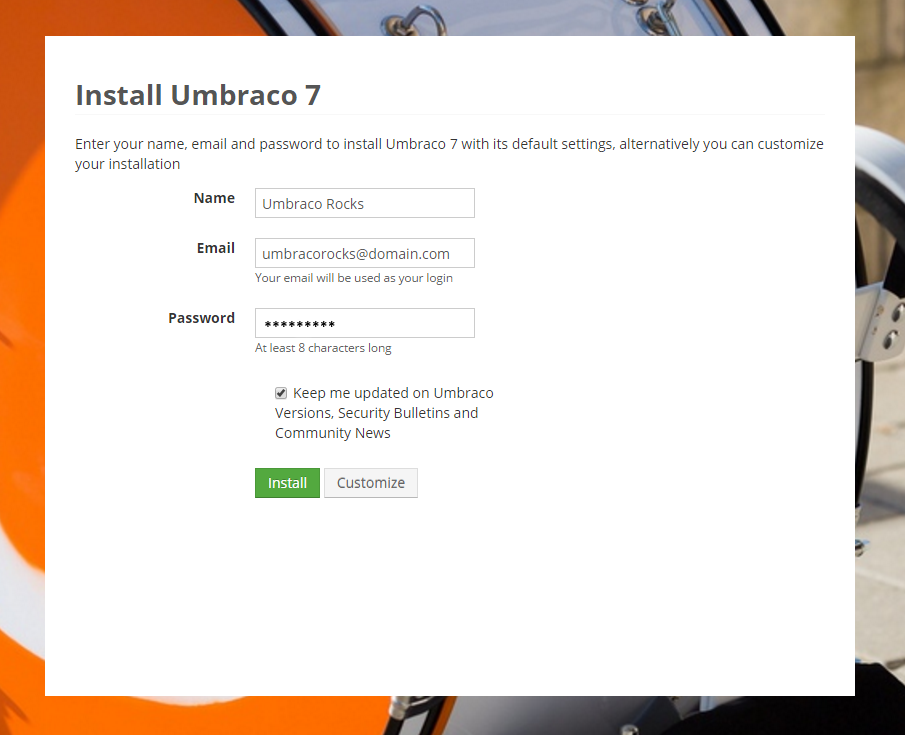 Install Umbraco 7
Enter your name, email and password to install Umbraco 7 with its default settings, alternatively you can customize
your installation
Name
Umbraco Rocks
Email
umbracorocks@domain.com
Your email will be used as your login
Password
*********
At least 8 characters long
Keep me updated on Umbraco
Versions, Security Bulletins and
Community News
Install Customize